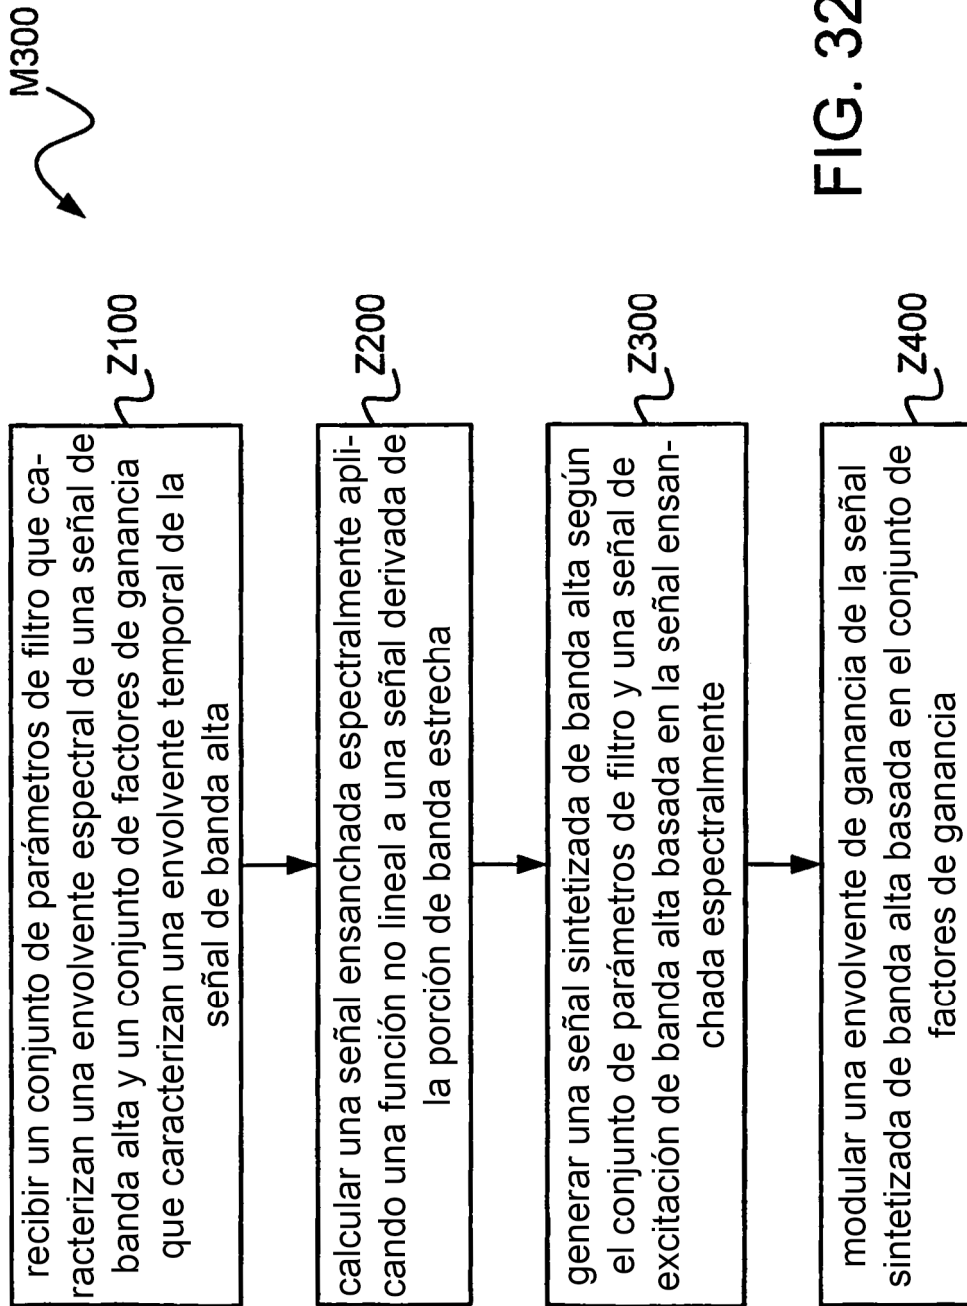 M300
recibir un conjunto de parámetros de filtro que ca-
racterizan una envolvente espectral de una señal de
banda alta y un conjunto de factores de ganancia
que caracterizan una envolvente temporal de la
señal de banda alta
Z100
calcular una señal ensanchada espectralmente apli-
cando una función no lineal a una señal derivada de
la porción de banda estrecha
Z200
generar una señal sintetizada de banda alta según
el conjunto de parámetros de filtro y una señal de
excitación de banda alta basada en la señal ensan-
chada espectralmente
Z300
modular una envolvente de ganancia de la señal
sintetizada de banda alta basada en el conjunto de
factores de ganancia
Z400
FIG. 32